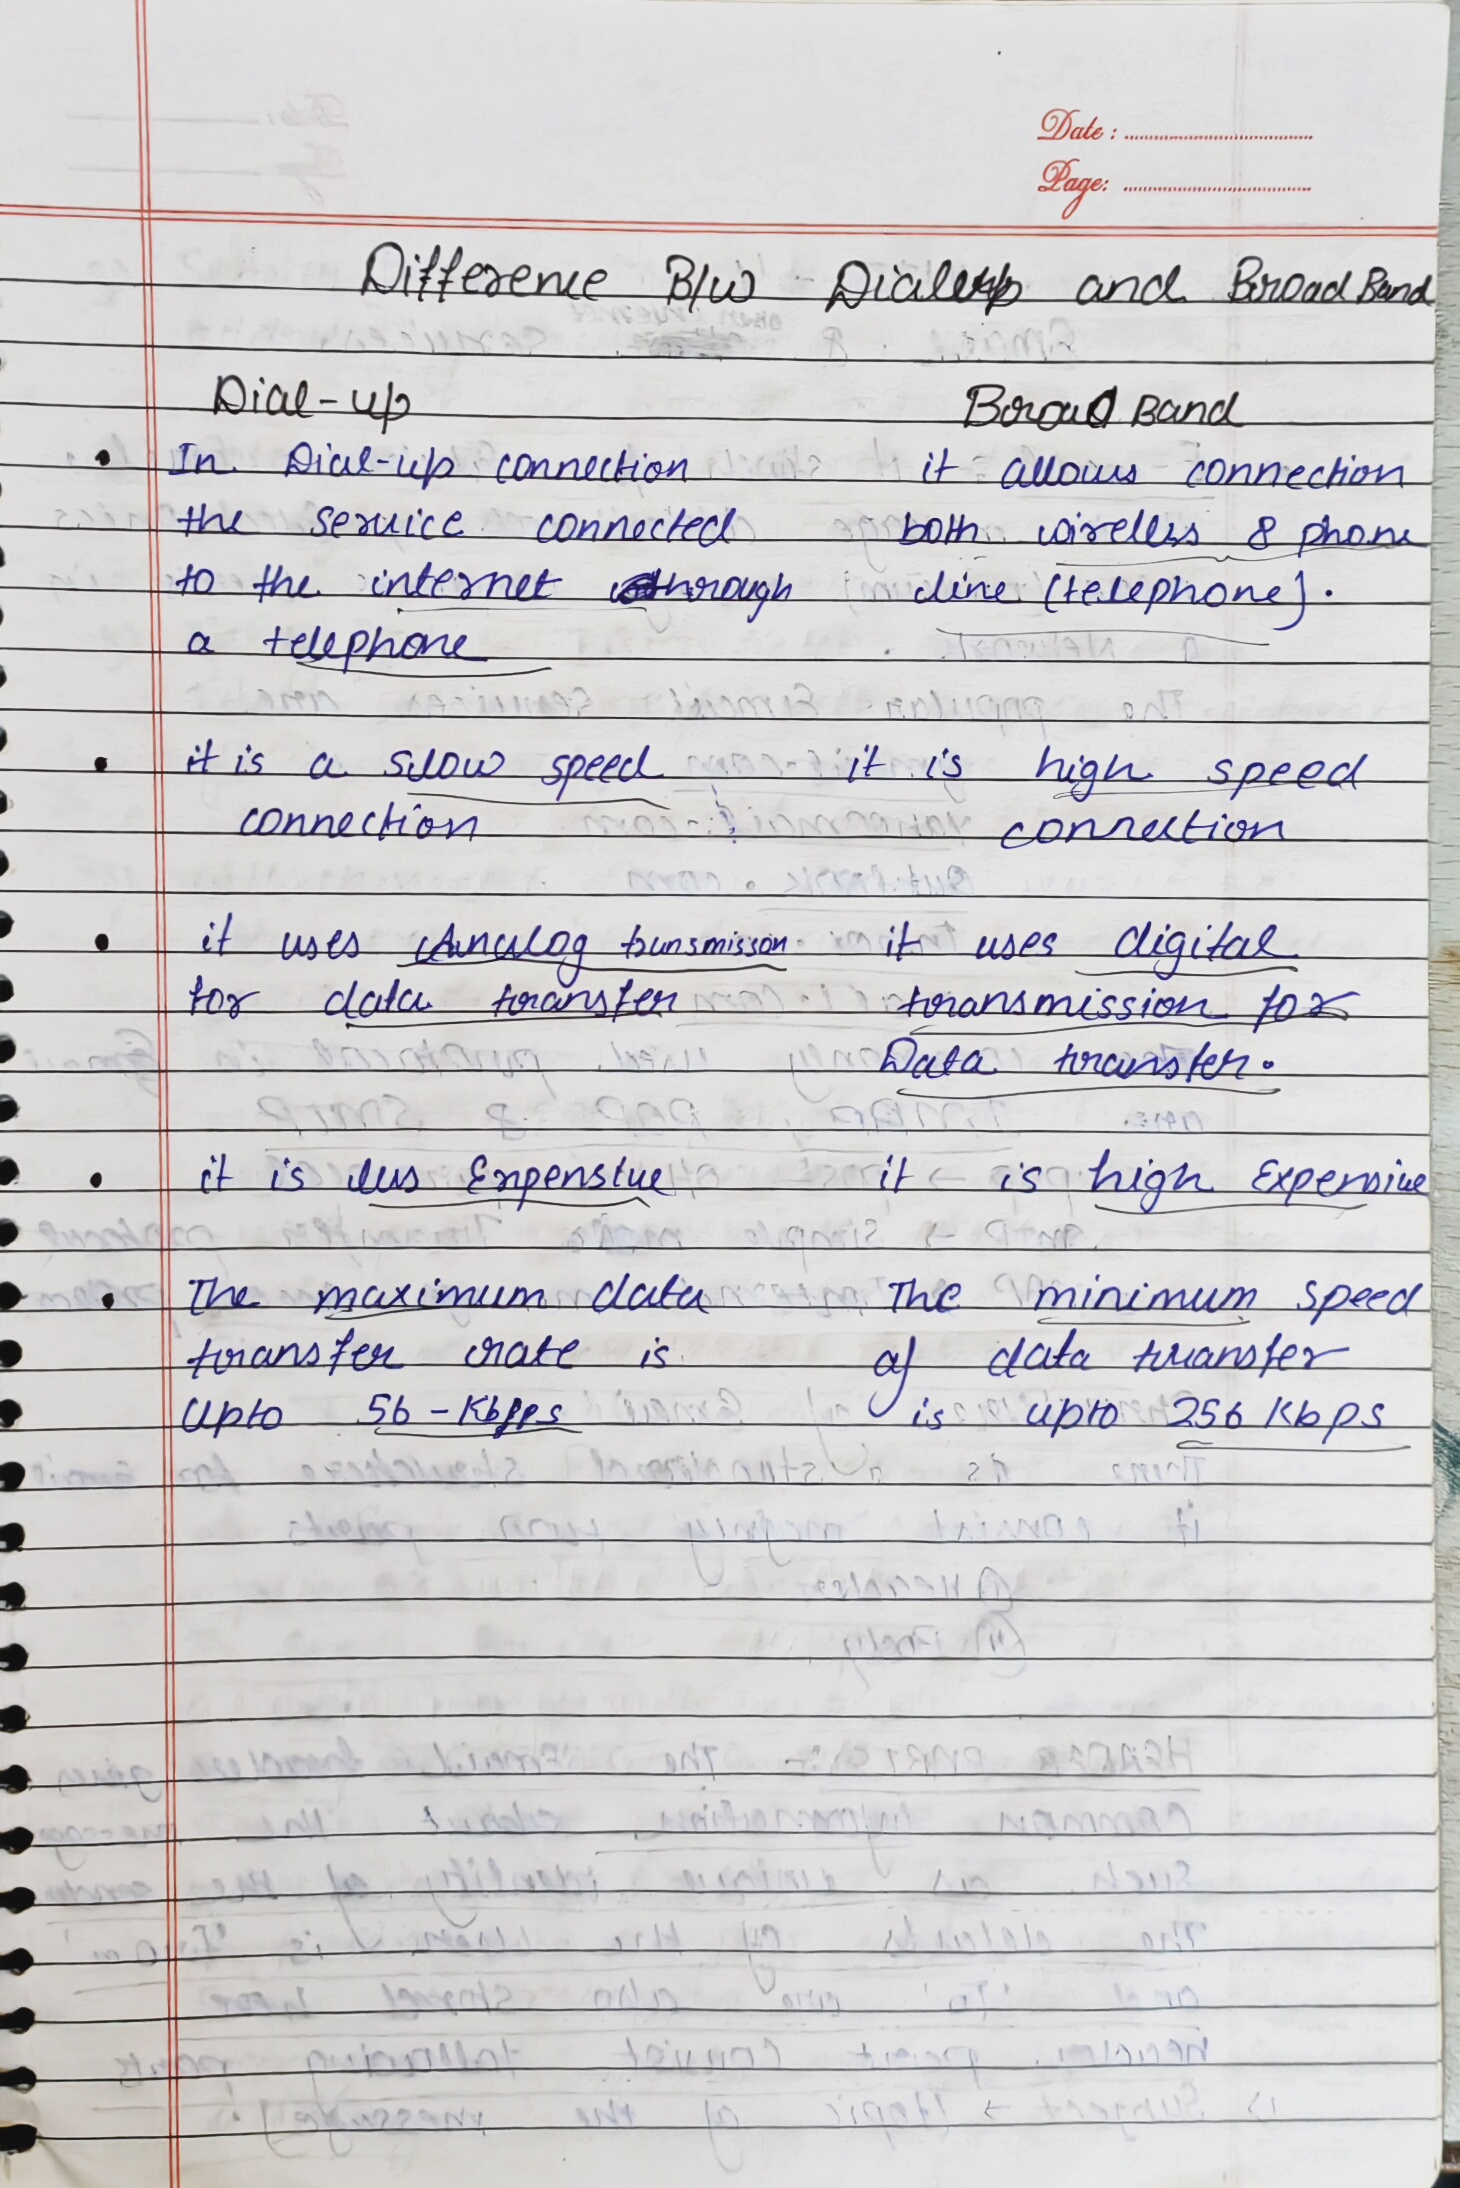 Date :
Page:
Difference B/w Dialup and BroadBand
Dial-up BroadBand
• In Dial-up connection it allows connection
the service connected both wireless & phone
to the internet through line (telephone).
a telephone
• it is a slow speed it is high speed
connection connection
• it uses Analog transmisson it uses digital
for data transfer transmission for
Data transfer.
• it is less Expensive it is high Expensive
• The maximum data The minimum speed
transfer rate is of data transfer
upto 56-Kbpps is upto 256 Kbps